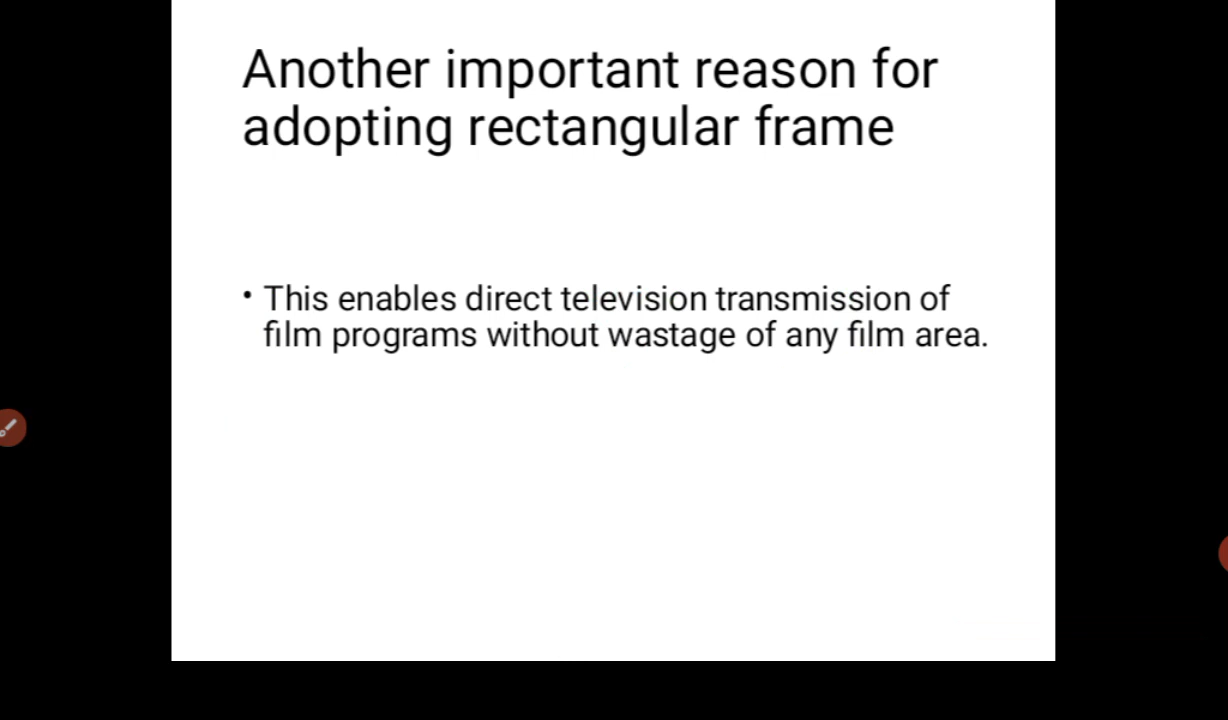 Another important reason for
adopting rectangular frame
• This enables direct television transmission of
film programs without wastage of any film area.